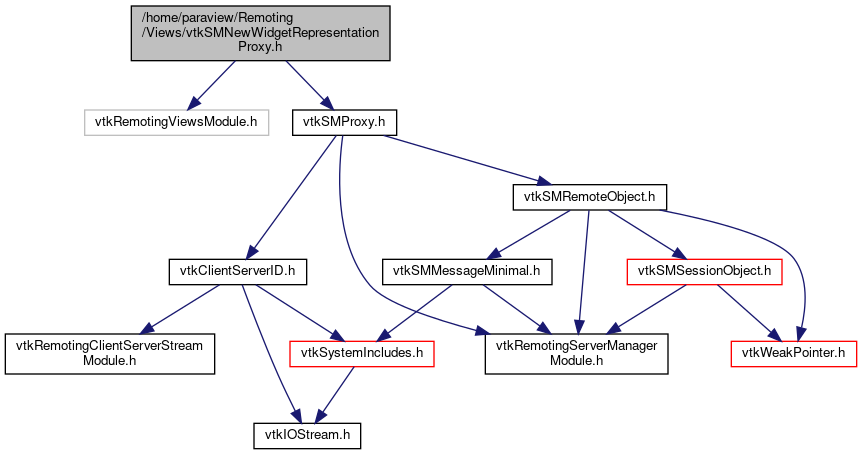 /home/paraview/Remoting
/Views/vtkSMNewWidgetRepresentation
Proxy.h
vtkRemotingViewsModule.h
vtkSMProxy.h
vtkSMRemoteObject.h
vtkClientServerID.h
vtkSMMessageMinimal.h
vtkSMSessionObject.h
vtkRemotingClientServerStream
Module.h
vtkSystemIncludes.h
vtkRemotingServerManager
Module.h
vtkWeakPointer.h
vtkIOStream.h